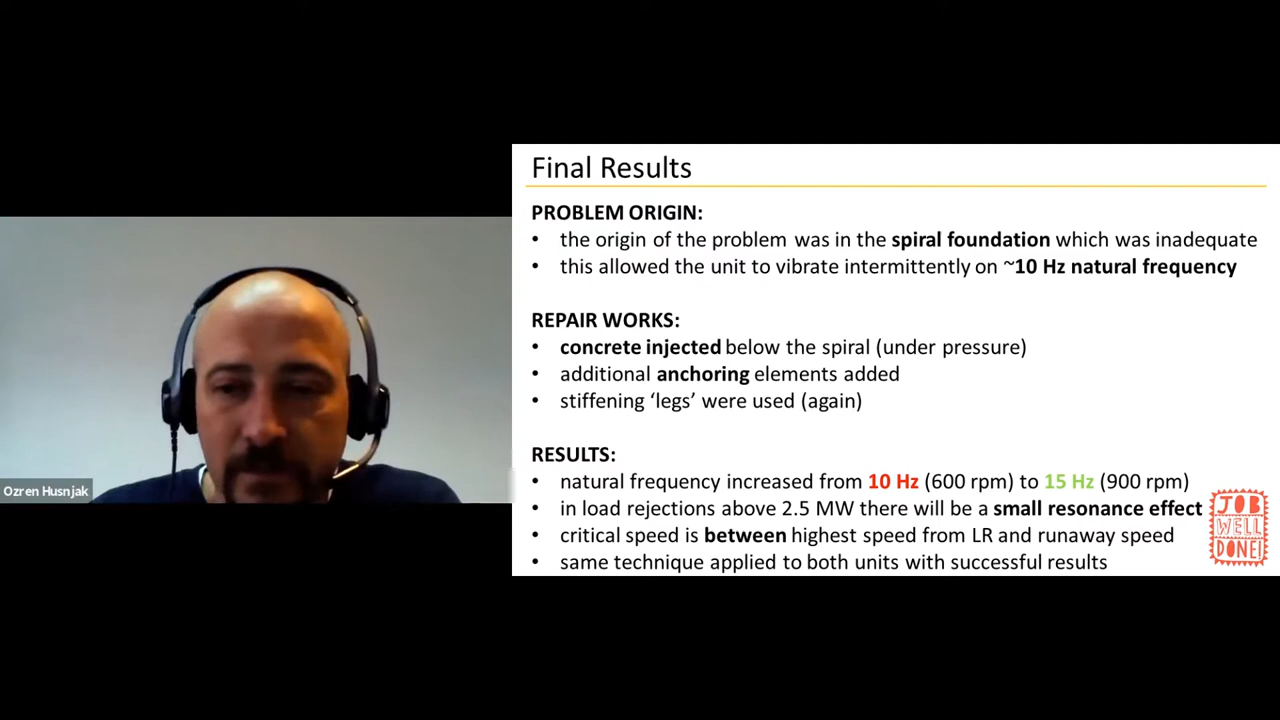 Final Results
PROBLEM ORIGIN:
• the origin of the problem was in the spiral foundation which was inadequate
• this allowed the unit to vibrate intermittently on ~10 Hz natural frequency
REPAIR WORKS:
• concrete injected below the spiral (under pressure)
• additional anchoring elements added
• stiffening ‘legs’ were used (again)
RESULTS:
• natural frequency increased from 10 Hz (600 rpm) to 15 Hz (900 rpm)
• in load rejections above 2.5 MW there will be a small resonance effect
• critical speed is between highest speed from LR and runaway speed
• same technique applied to both units with successful results
JOB
WELL
DONE!
Ozren Husnjak